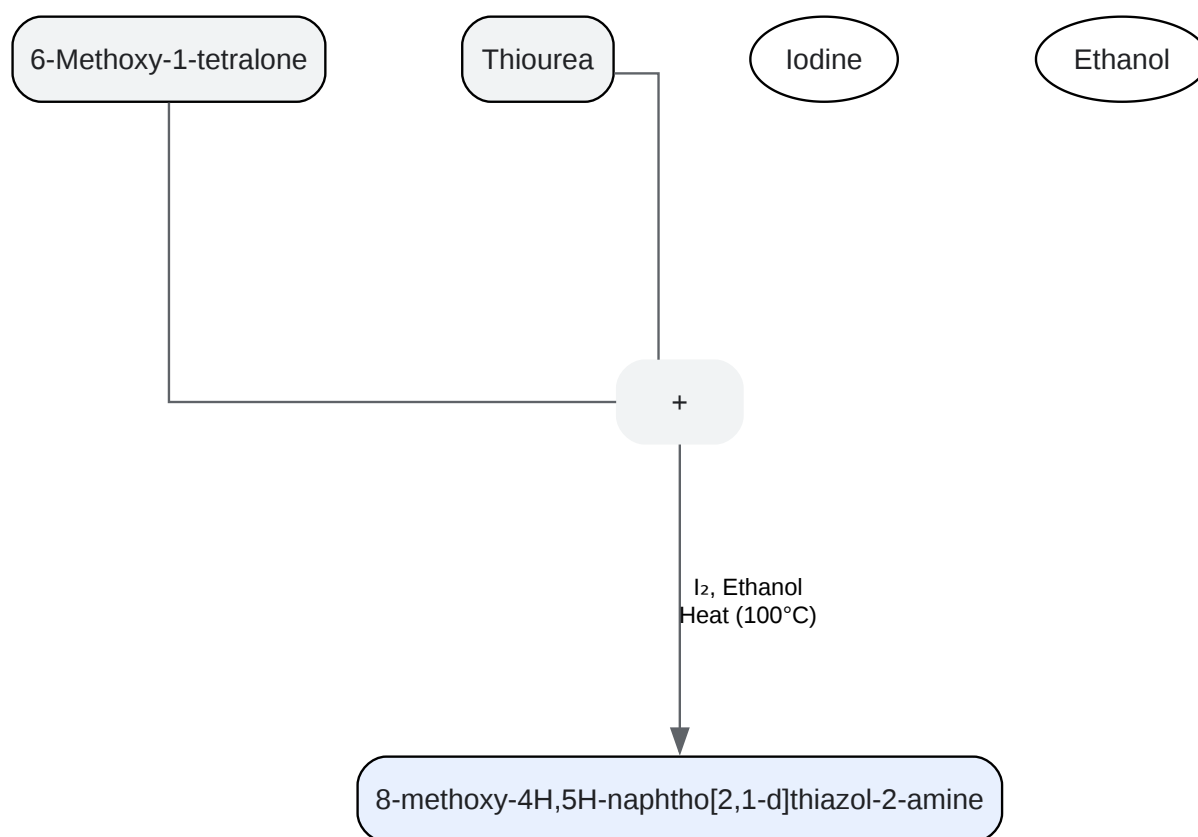 6-Methoxy-1-tetralone
Thiourea
Iodine
Ethanol
+
I₂, Ethanol
Heat (100°C)
8-methoxy-4H,5H-naphtho[2,1-d]thiazol-2-amine